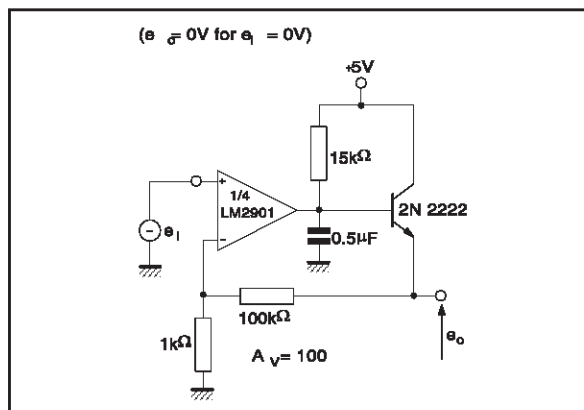 (e o= 0V for e I = 0V)
+5V
15kΩ
+
1/4
LM2901
2N 2222
-
e I
0.5μF
100kΩ
1kΩ
A V= 100
e o